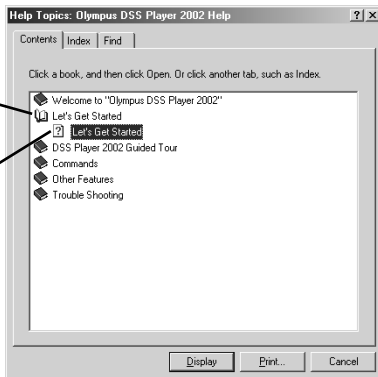 Help Topics: Olympus DSS Player 2002 Help
Contents Index Find
Click a book, and then click Open. Or click another tab, such as Index.
Welcome to "Olympus DSS Player 2002"
Let's Get Started
Let's Get Started
DSS Player 2002 Guided Tour
Commands
Other Features
Trouble Shooting
Display Print... Cancel